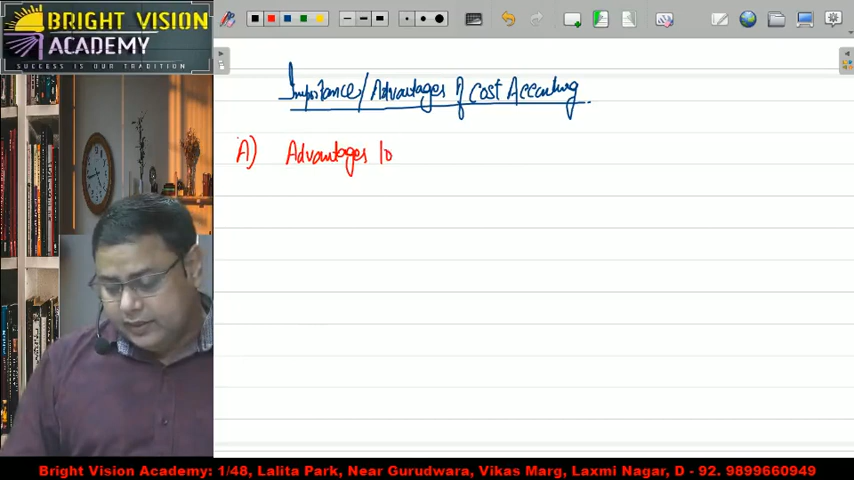 BRIGHT VISION
ACADEMY
SUCCESS IS OUR TRADITION
Importance/Advantages of Cost Accounting
A) Advantages to
Bright Vision Academy: 1/48, Lalita Park, Near Gurudwara, Vikas Marg, Laxmi Nagar, D - 92. 9899660949